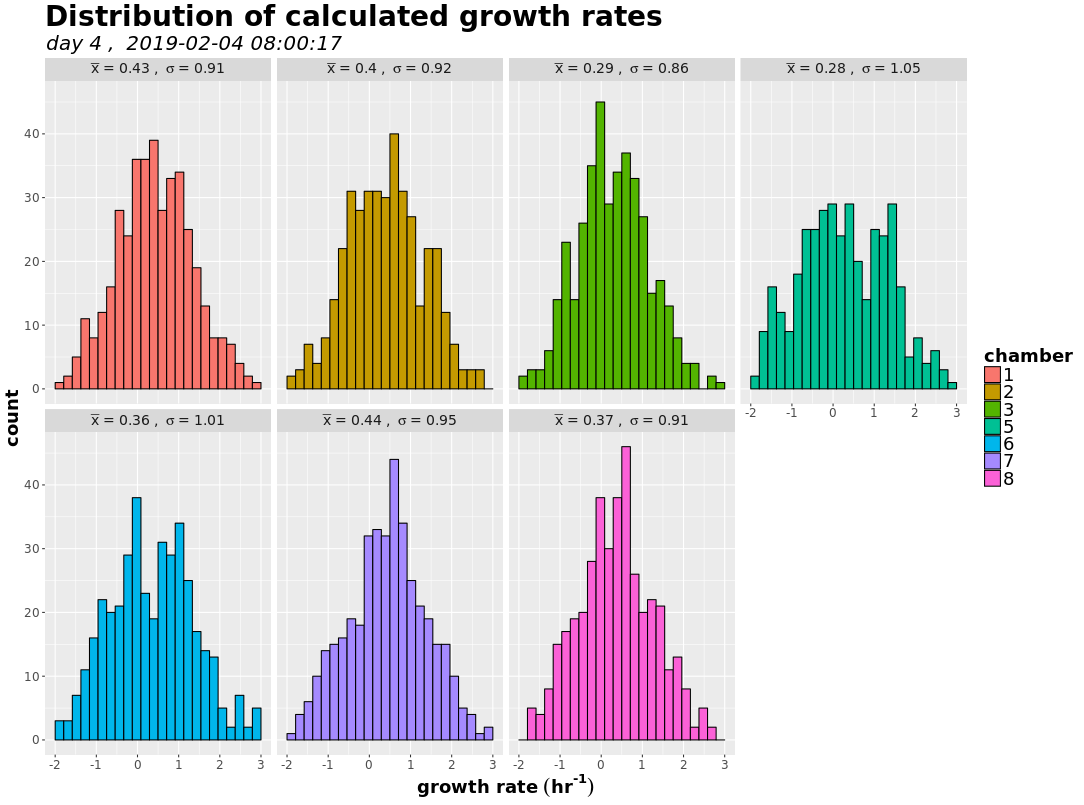 Distribution of calculated growth rates
day 4 , 2019-02-04 08:00:17
x̅ = 0.43 , σ = 0.91
x̅ = 0.4 , σ = 0.92
x̅ = 0.29 , σ = 0.86
x̅ = 0.28 , σ = 1.05
40
30
20
10
0
-2 -1 0 1 2 3
x̅ = 0.36 , σ = 1.01
x̅ = 0.44 , σ = 0.95
x̅ = 0.37 , σ = 0.91
40
30
20
10
0
-2 -1 0 1 2 3
-2 -1 0 1 2 3
-2 -1 0 1 2 3
count
growth rate (hr⁻¹)
chamber
1
2
3
5
6
7
8